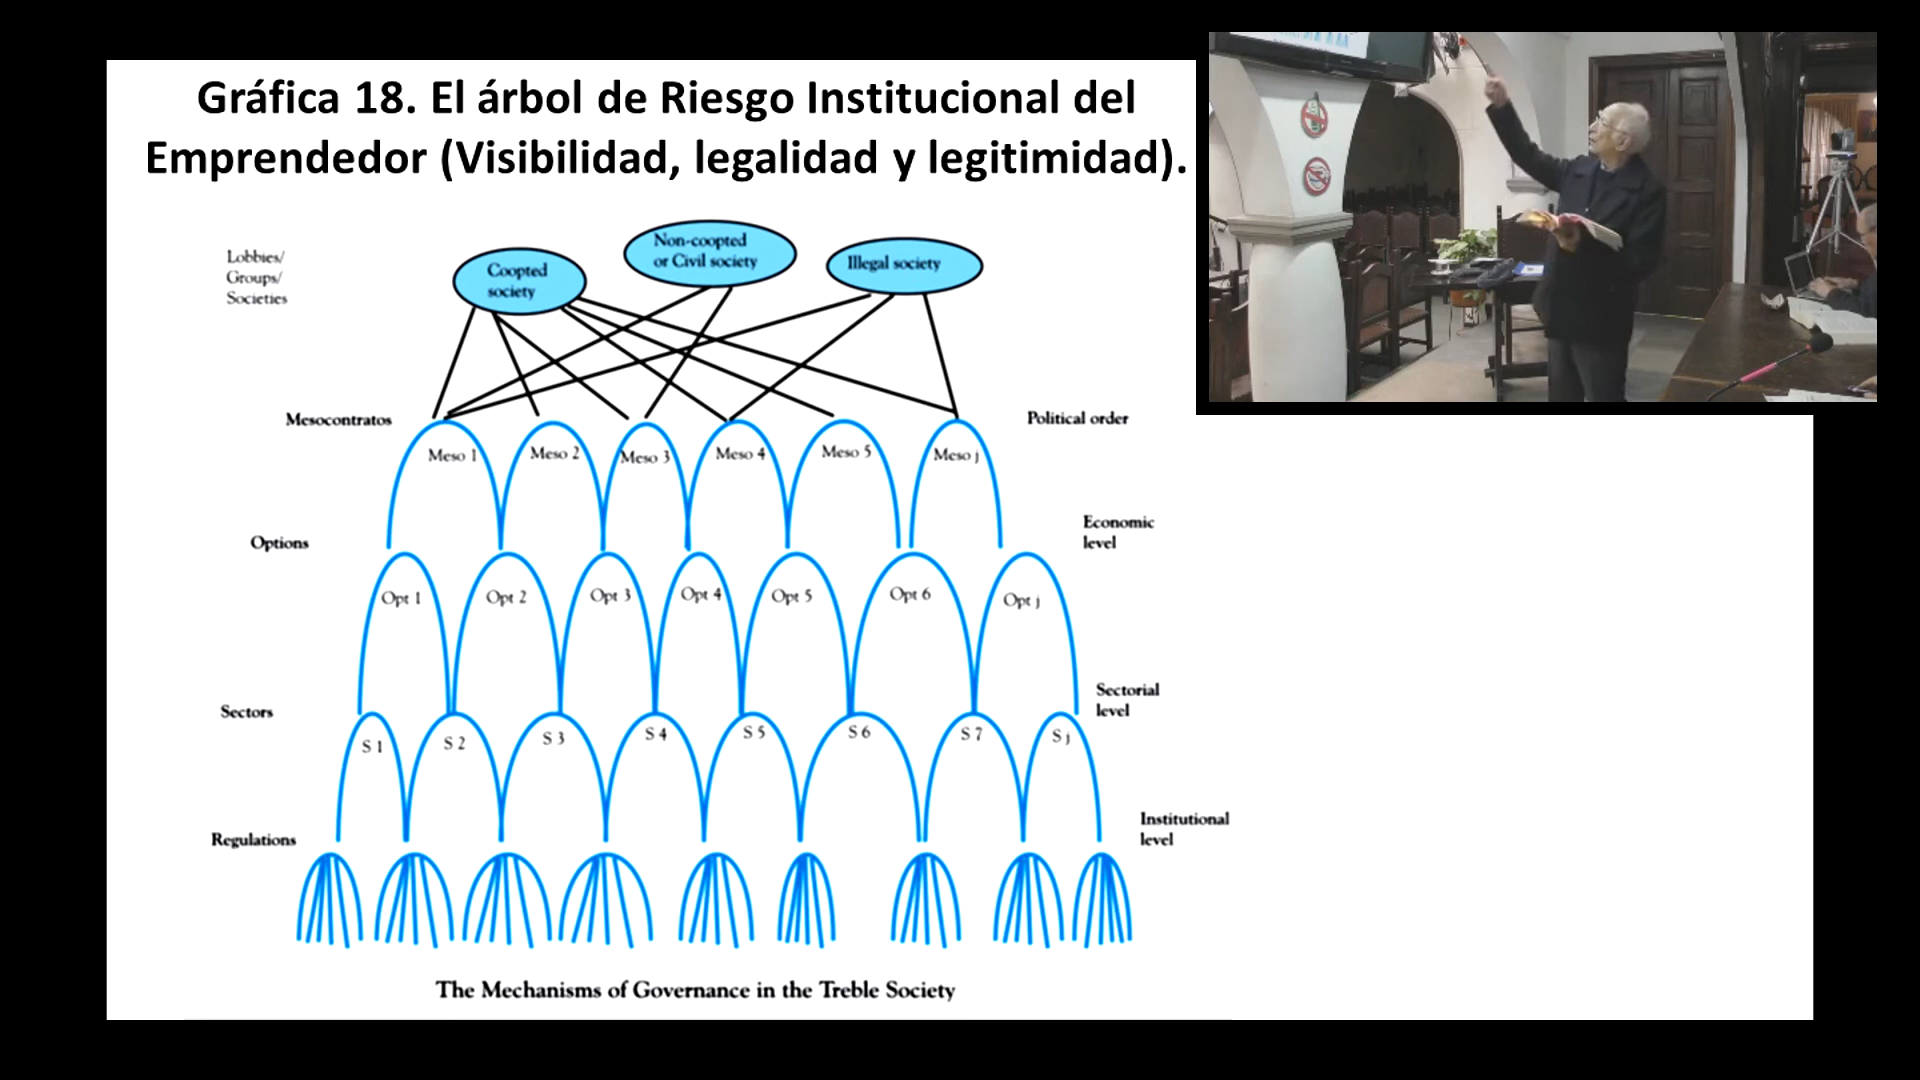 Gráfica 18. El árbol de Riesgo Institucional del
Emprendedor (Visibilidad, legalidad y legitimidad).
Lobbies/
Groups/
Societies
Coopted
society
Non-coopted
or Civil society
Illegal society
Mesocontratos
Political order
Meso 1
Meso 2
Meso 3
Meso 4
Meso 5
Meso j
Options
Economic
level
Opt 1
Opt 2
Opt 3
Opt 4
Opt 5
Opt 6
Opt j
Sectors
Sectorial
level
S 1
S 2
S 3
S 4
S 5
S 6
S 7
S j
Regulations
Institutional
level
The Mechanisms of Governance in the Treble Society